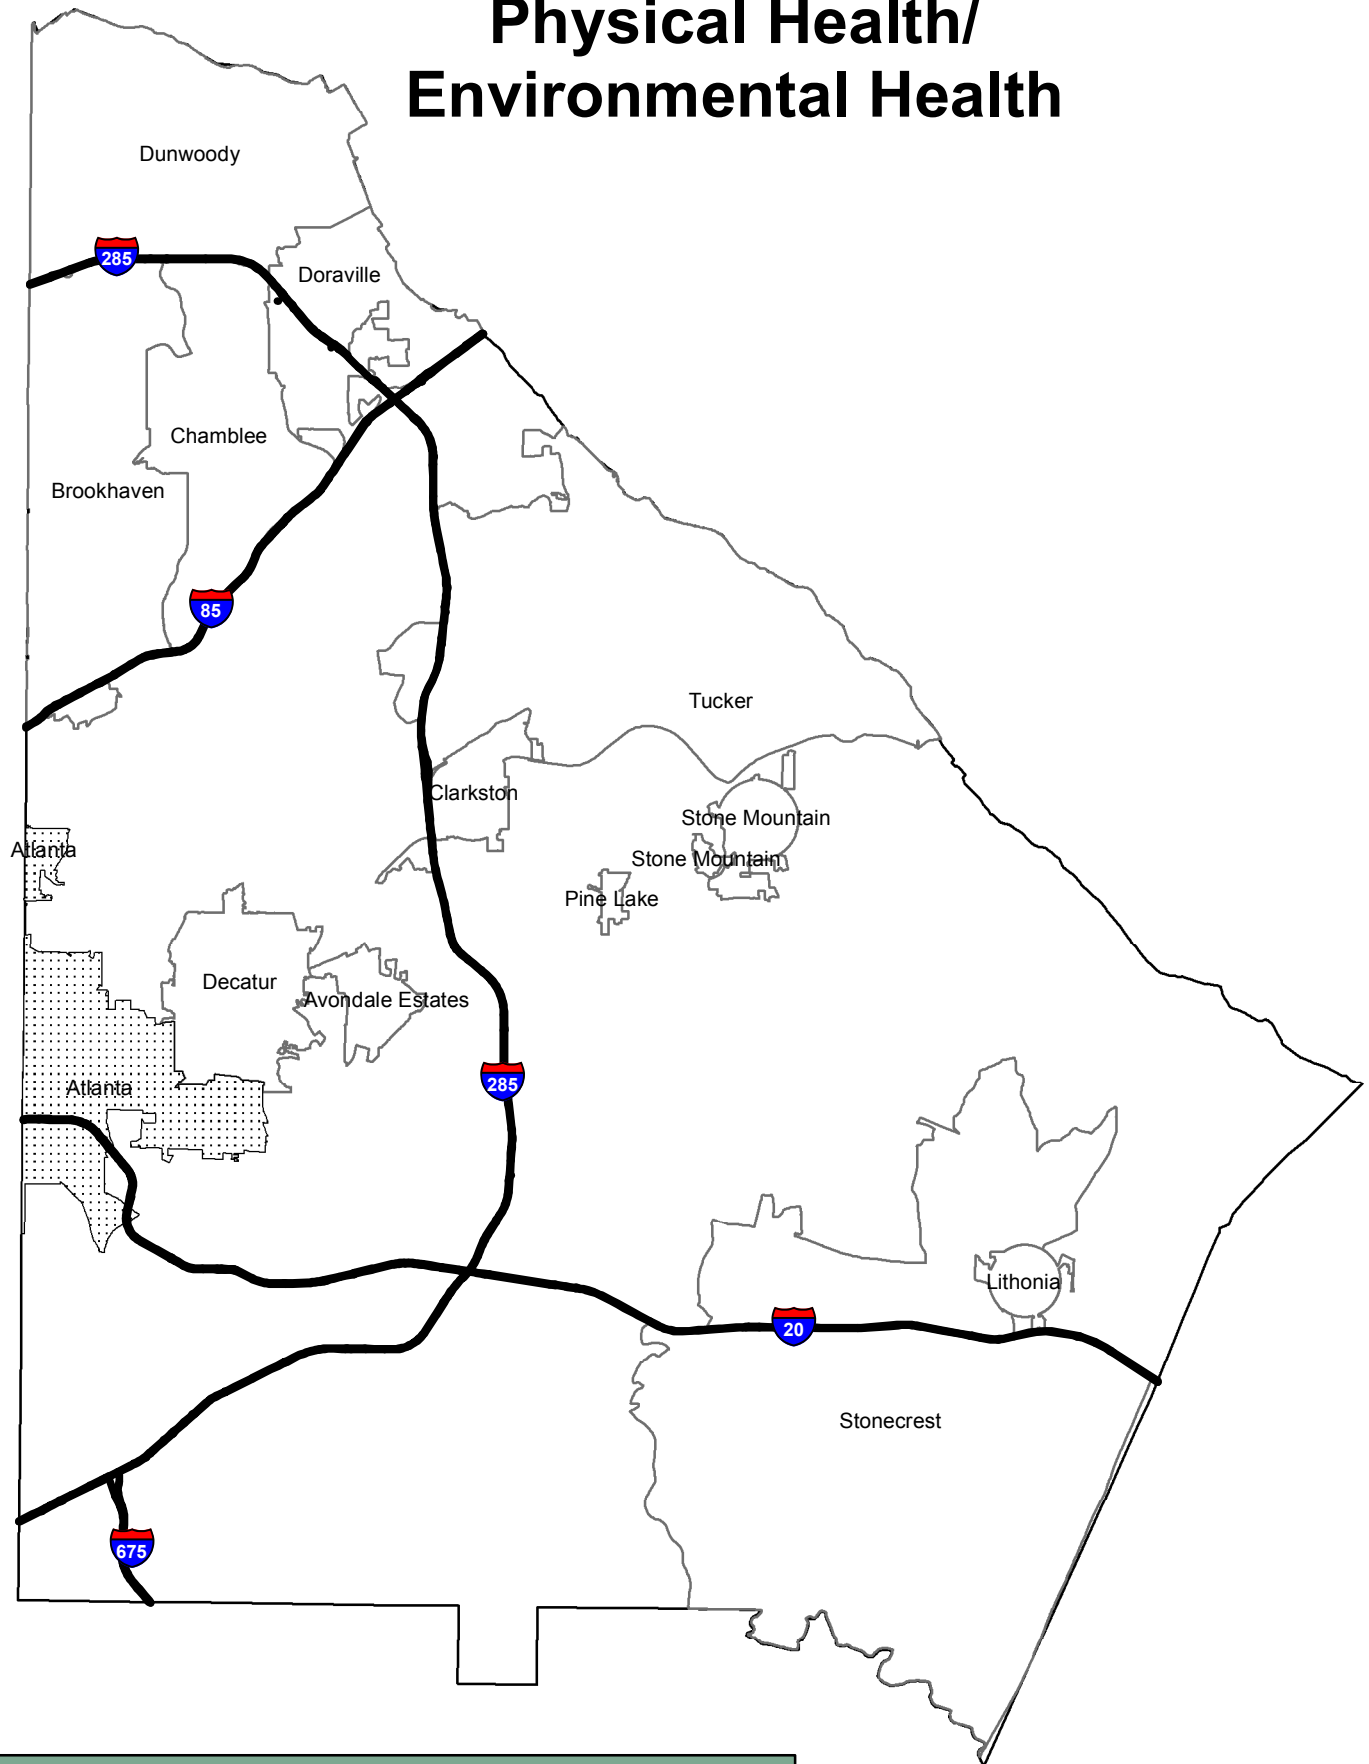 Physical Health/
Environmental Health
Dunwoody
285
Doraville
Chamblee
Brookhaven
85
Tucker
Clarkston
Stone Mountain
Atlanta
Stone Mountain
Pine Lake
Decatur
Avondale Estates
Atlanta
285
Lithonia
20
Stonecrest
675